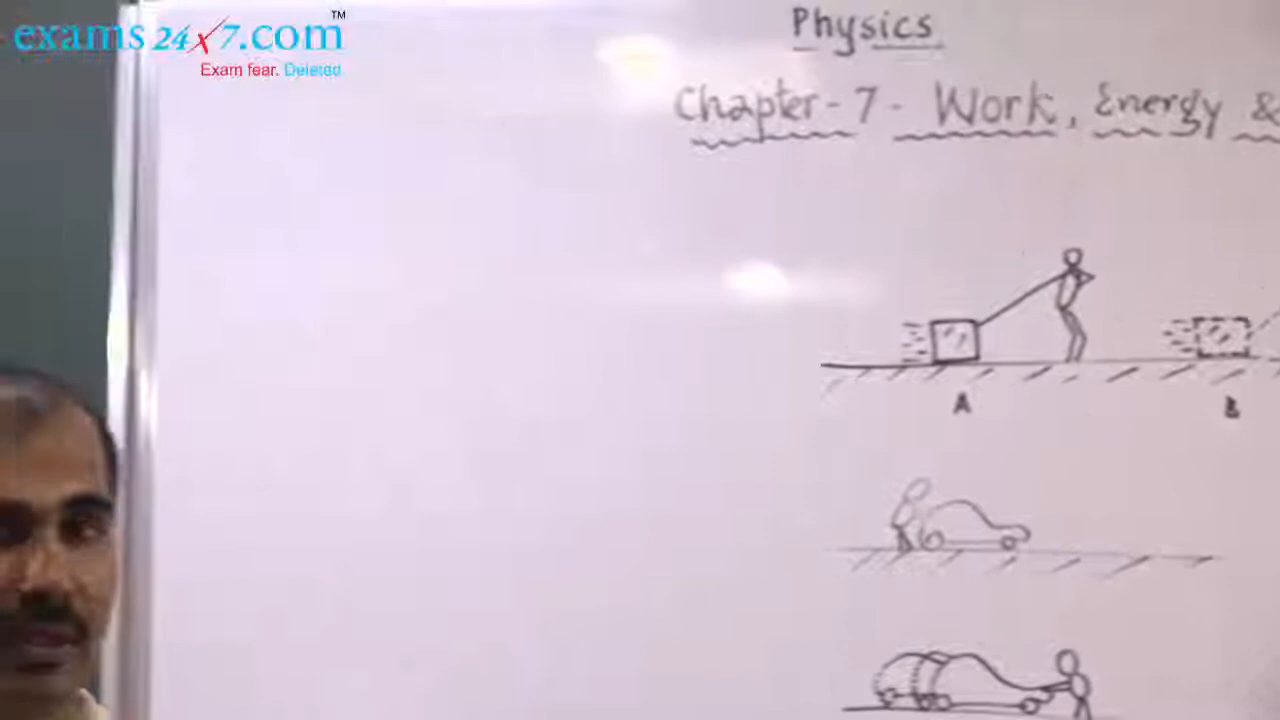 exams24x7.com™
Exam fear. Deleted.
Physics
Chapter - 7 - Work, Energy &
A
B